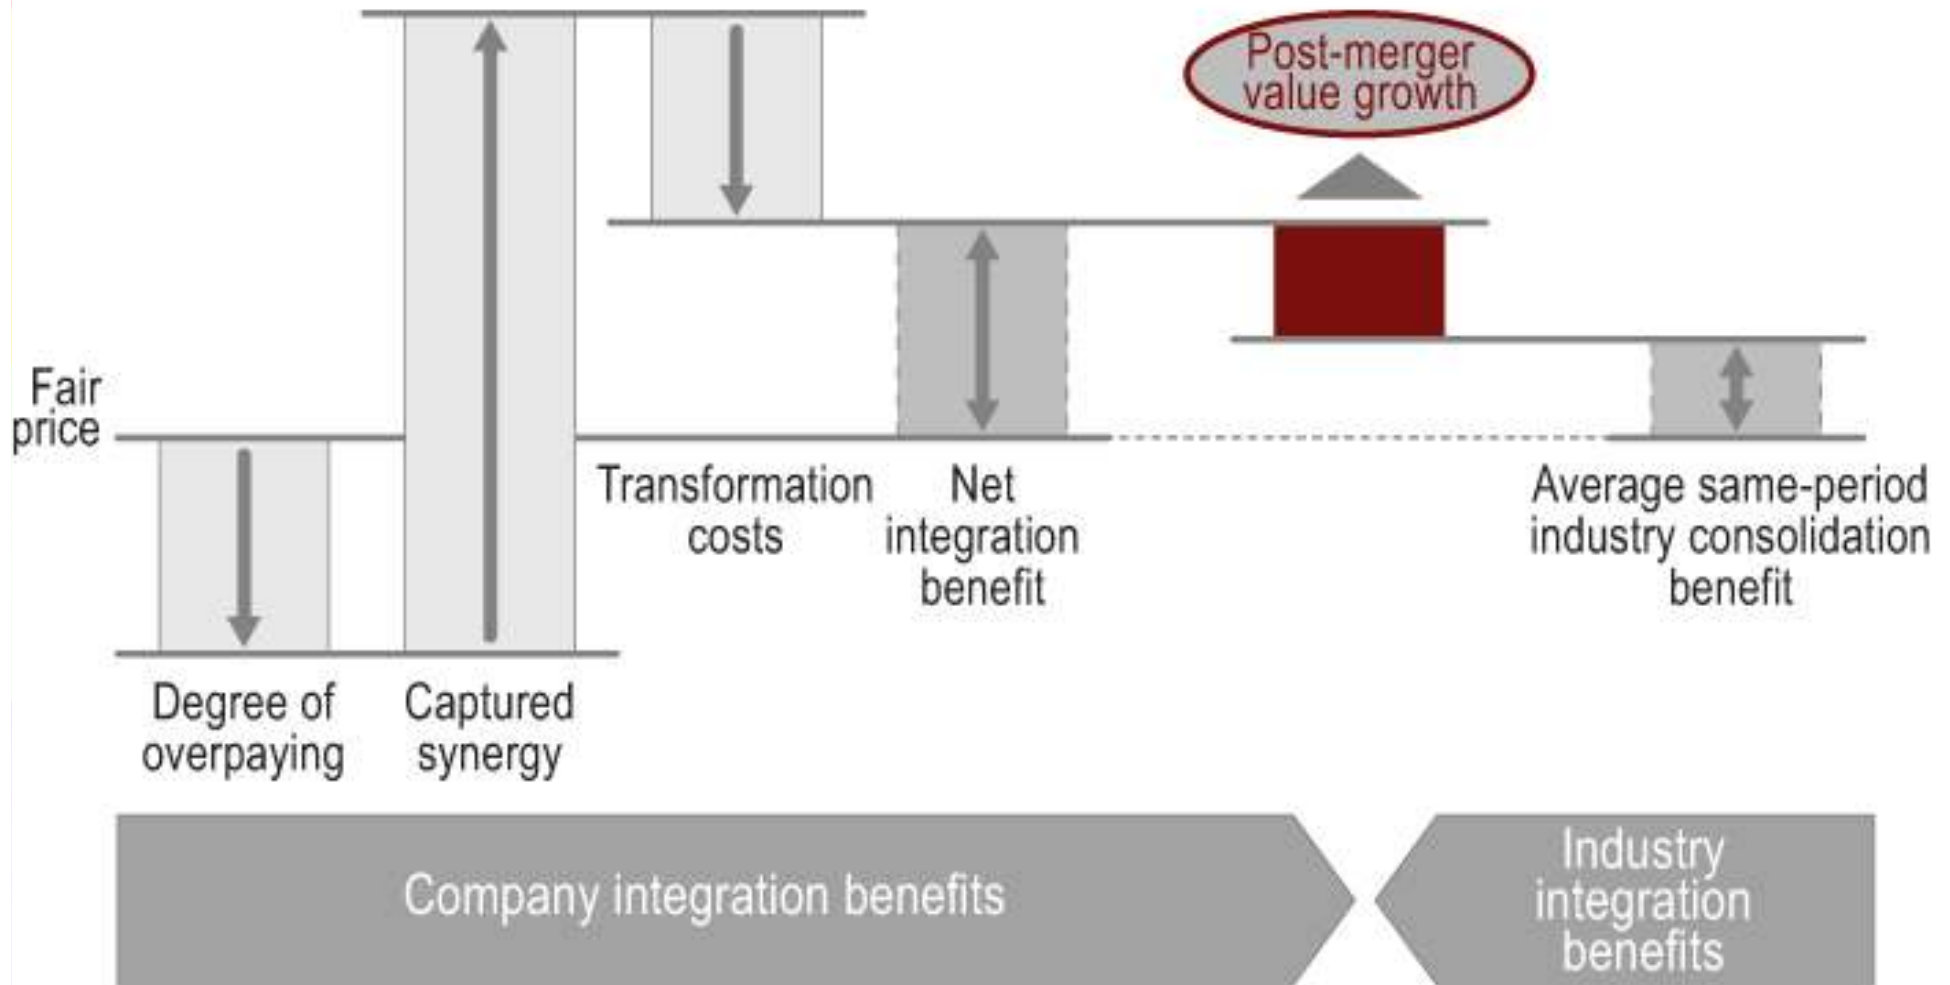 Post-merger
value growth
Fair
price
Transformation
costs
Net
integration
benefit
Average same-period
industry consolidation
benefit
Degree of
overpaying
Captured
synergy
Company integration benefits
Industry
integration
benefits